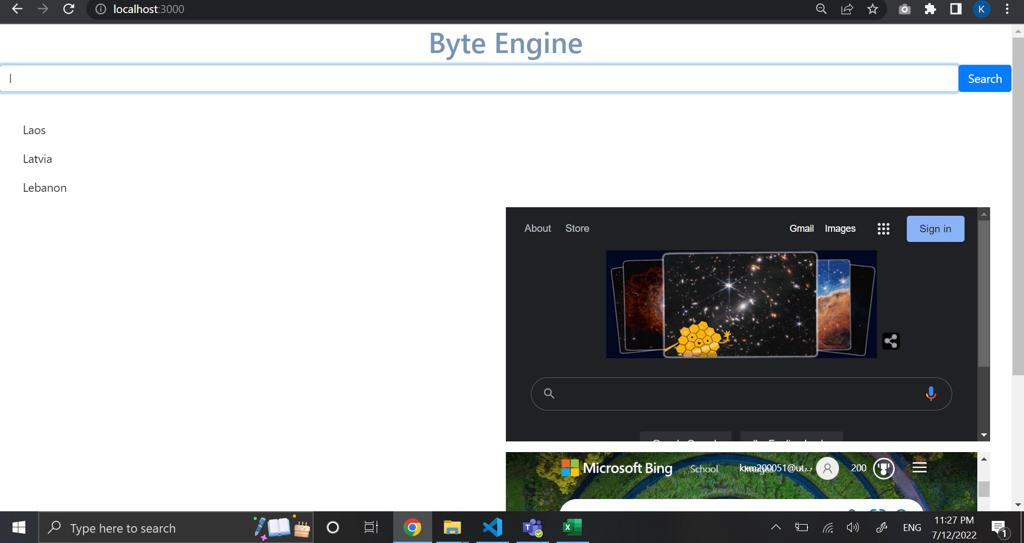 localhost:3000
K
Byte Engine
l
Search
Laos
Latvia
Lebanon
About Store Gmail Images Sign in
Microsoft Bing School 200
Type here to search
ENG
11:27 PM
7/12/2022
1